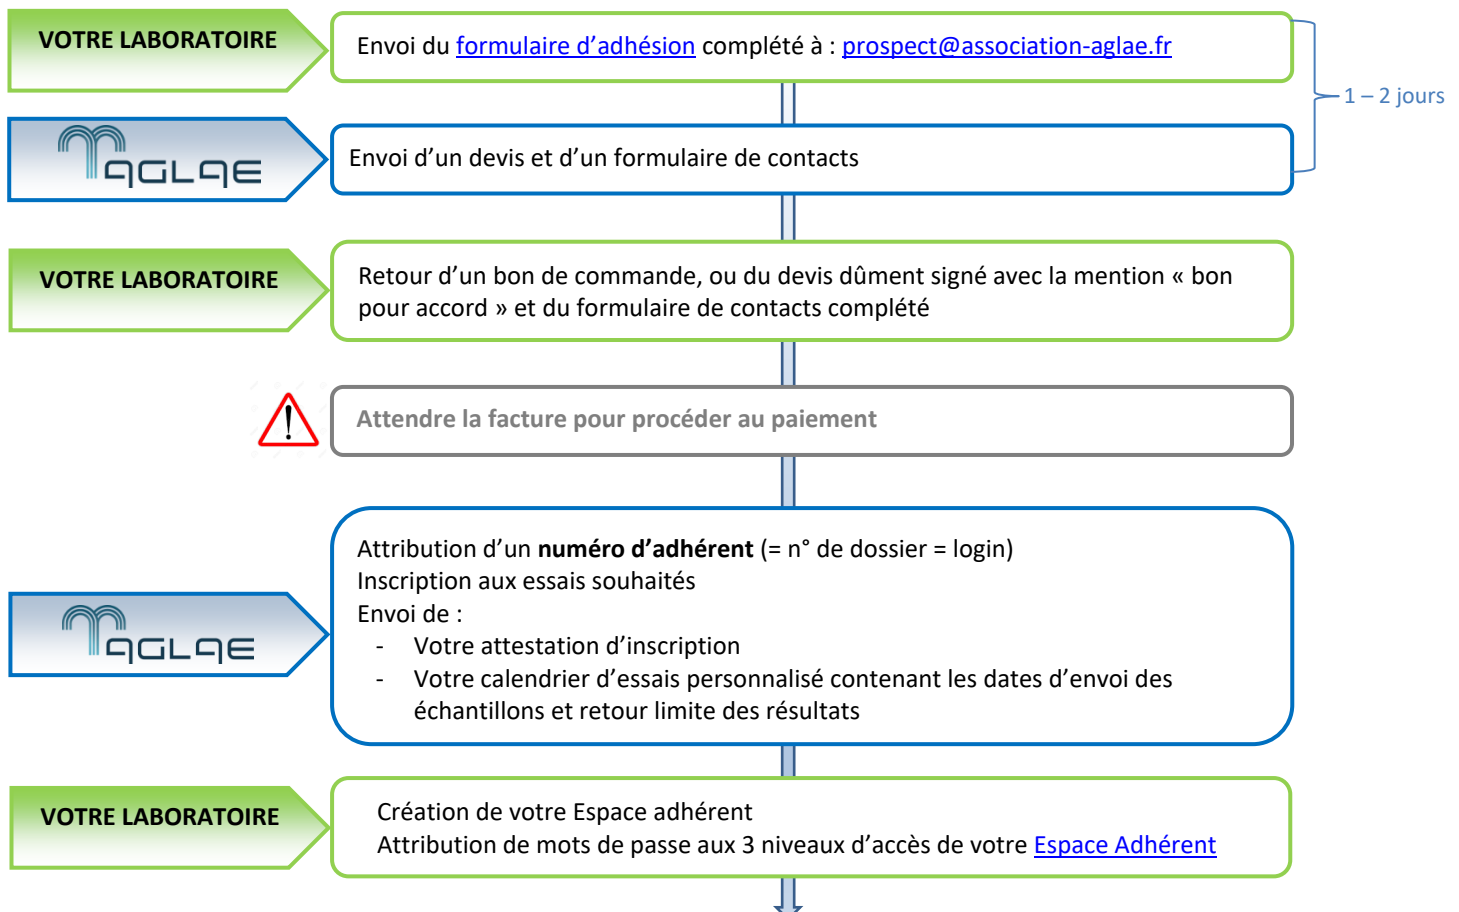 VOTRE LABORATOIRE
Envoi du formulaire d’adhésion complété à : prospect@association-aglae.fr
1 – 2 jours
AGLAE
Envoi d’un devis et d’un formulaire de contacts
VOTRE LABORATOIRE
Retour d’un bon de commande, ou du devis dûment signé avec la mention « bon
pour accord » et du formulaire de contacts complété
Attendre la facture pour procéder au paiement
AGLAE
Attribution d’un numéro d’adhérent (= n° de dossier = login)
Inscription aux essais souhaités
Envoi de :
- Votre attestation d’inscription
- Votre calendrier d’essais personnalisé contenant les dates d’envoi des
échantillons et retour limite des résultats
VOTRE LABORATOIRE
Création de votre Espace adhérent
Attribution de mots de passe aux 3 niveaux d’accès de votre Espace Adhérent